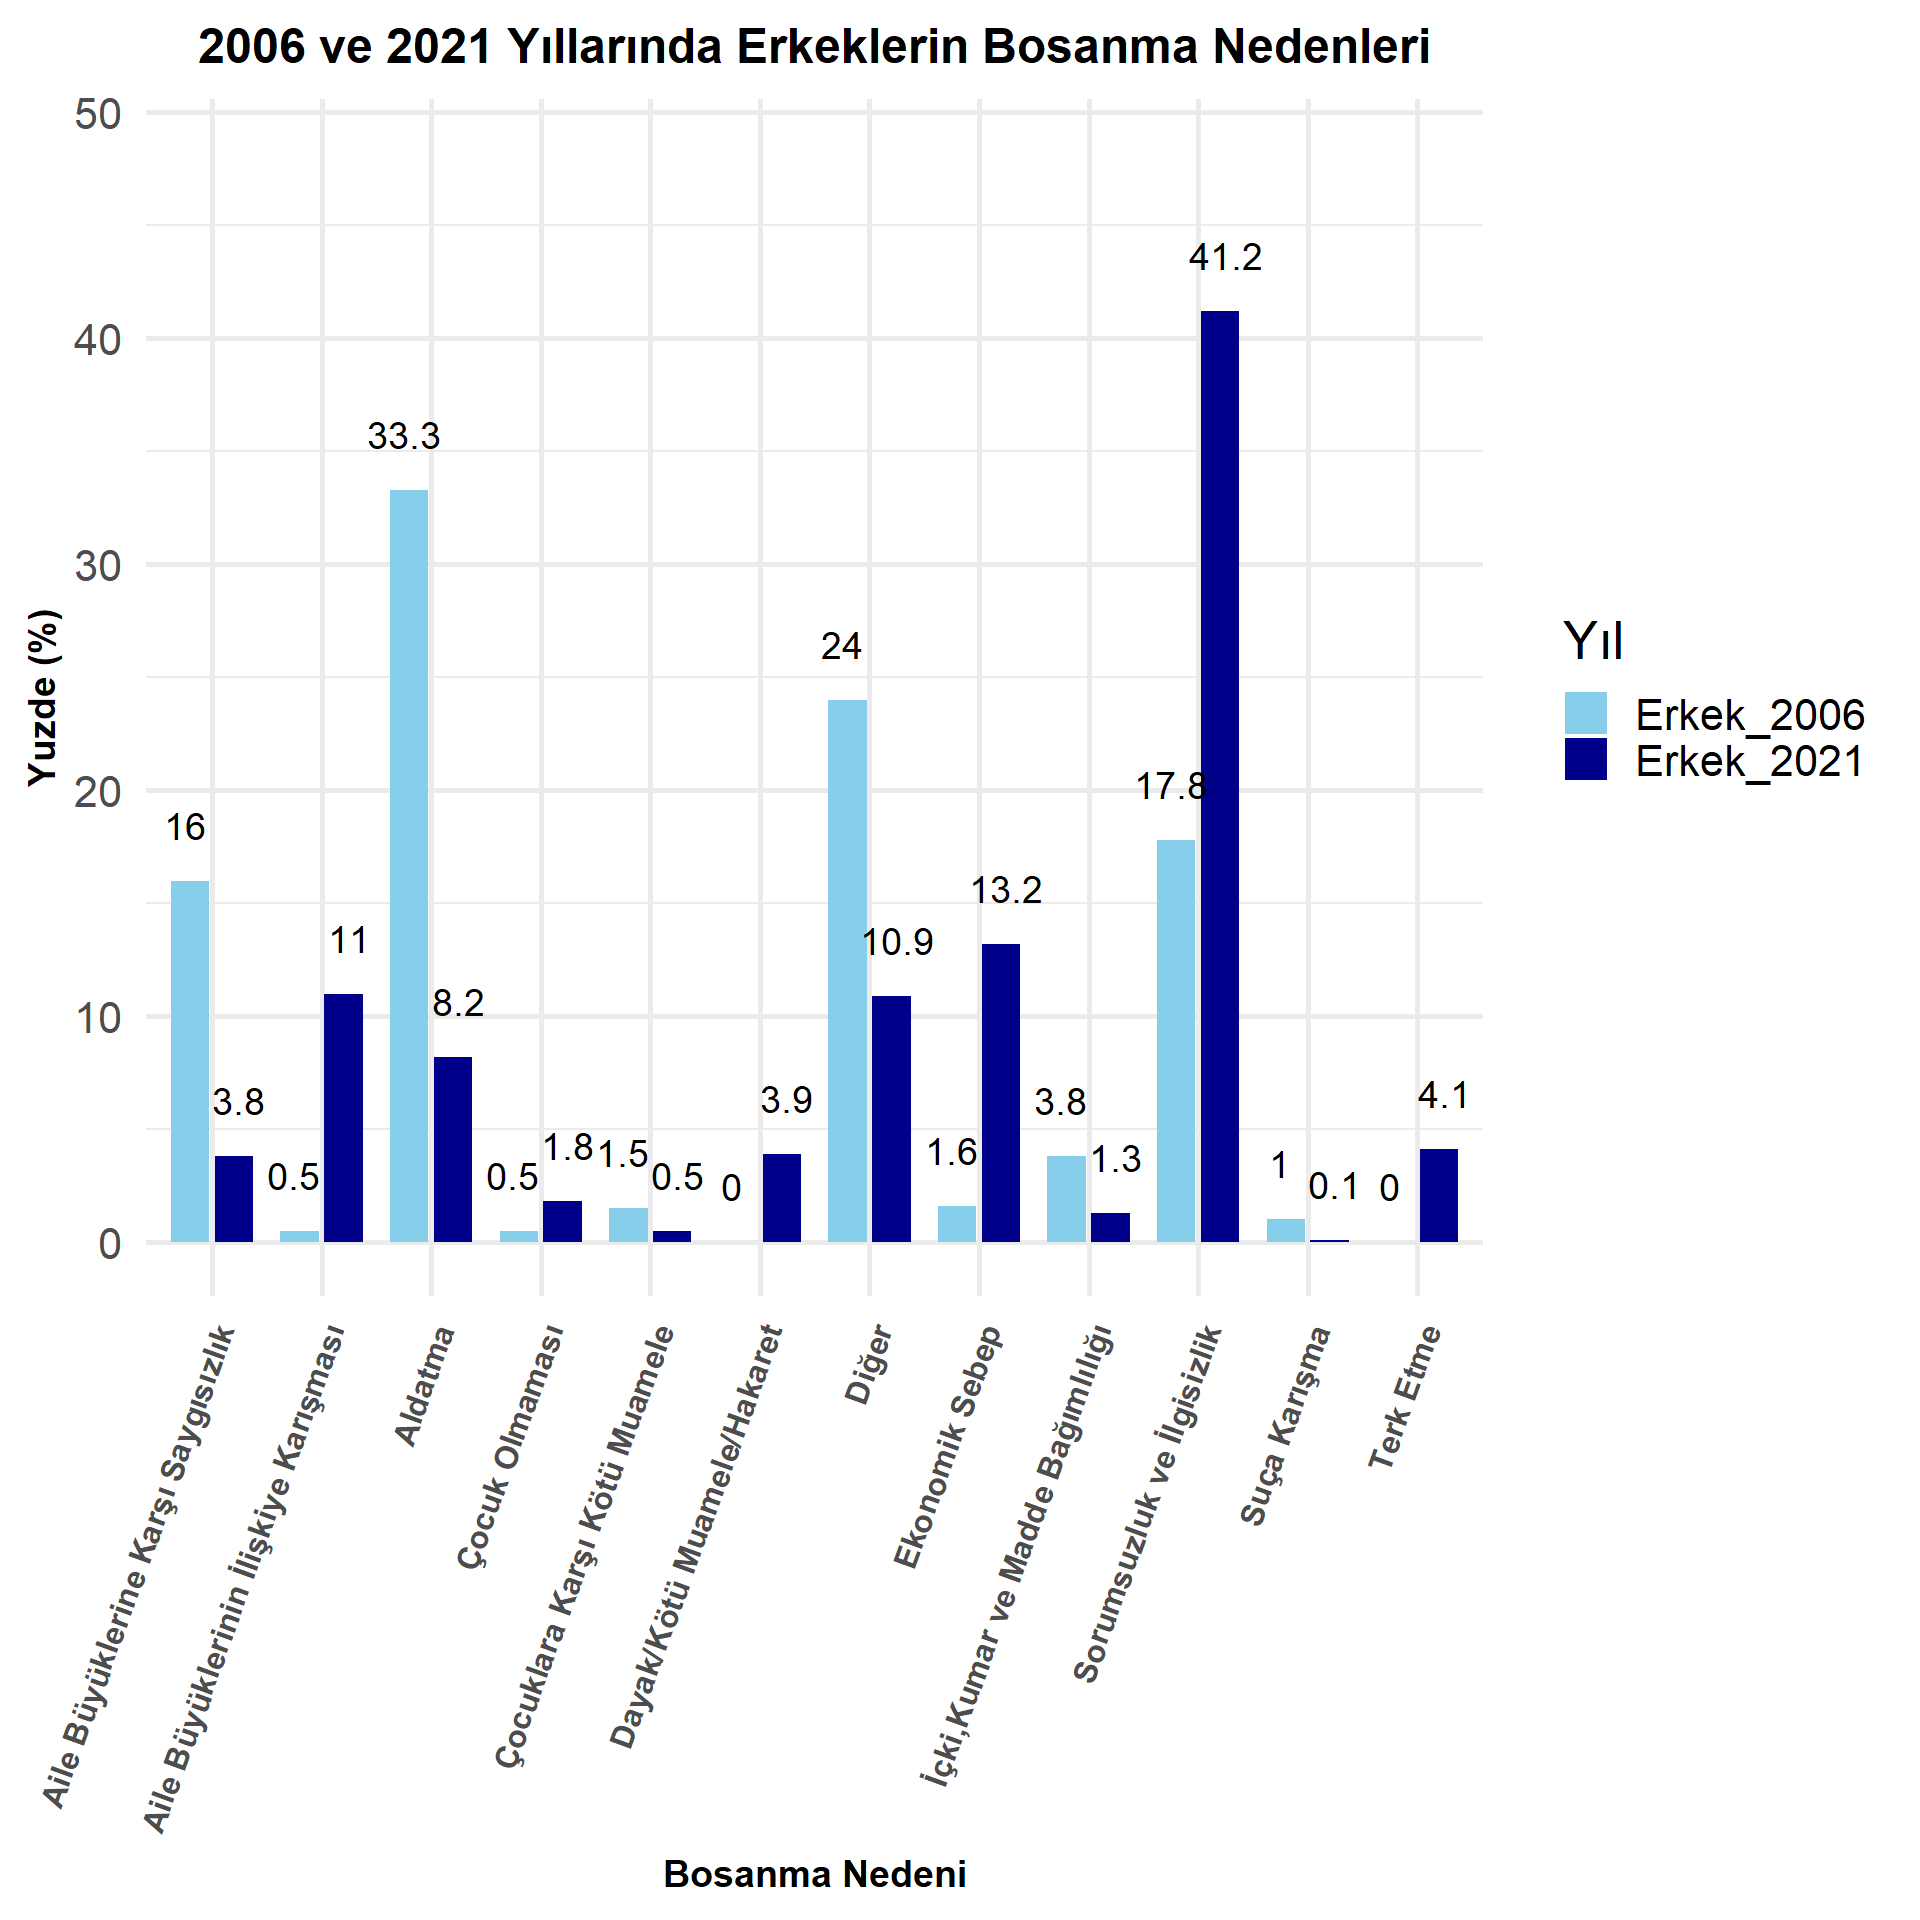 2006 ve 2021 Yıllarında Erkeklerin Bosanma Nedenleri
Yuzde (%)
50
40
30
20
10
0
16
3.8
0.5
11
33.3
8.2
0.5
1.8
1.5
0.5
0
3.9
24
10.9
1.6
13.2
3.8
1.3
17.8
41.2
1
0.1
0
4.1
Aile Büyüklerine Karşı Saygısızlık
Aile Büyüklerinin İlişkiye Karışması
Aldatma
Çocuk Olmaması
Çocuklara Karşı Kötü Muamele
Dayak/Kötü Muamele/Hakaret
Diğer
Ekonomik Sebep
İçki,Kumar ve Madde Bağımlılığı
Sorumsuzluk ve İlgisizlik
Suça Karışma
Terk Etme
Bosanma Nedeni
Yıl
Erkek_2006
Erkek_2021